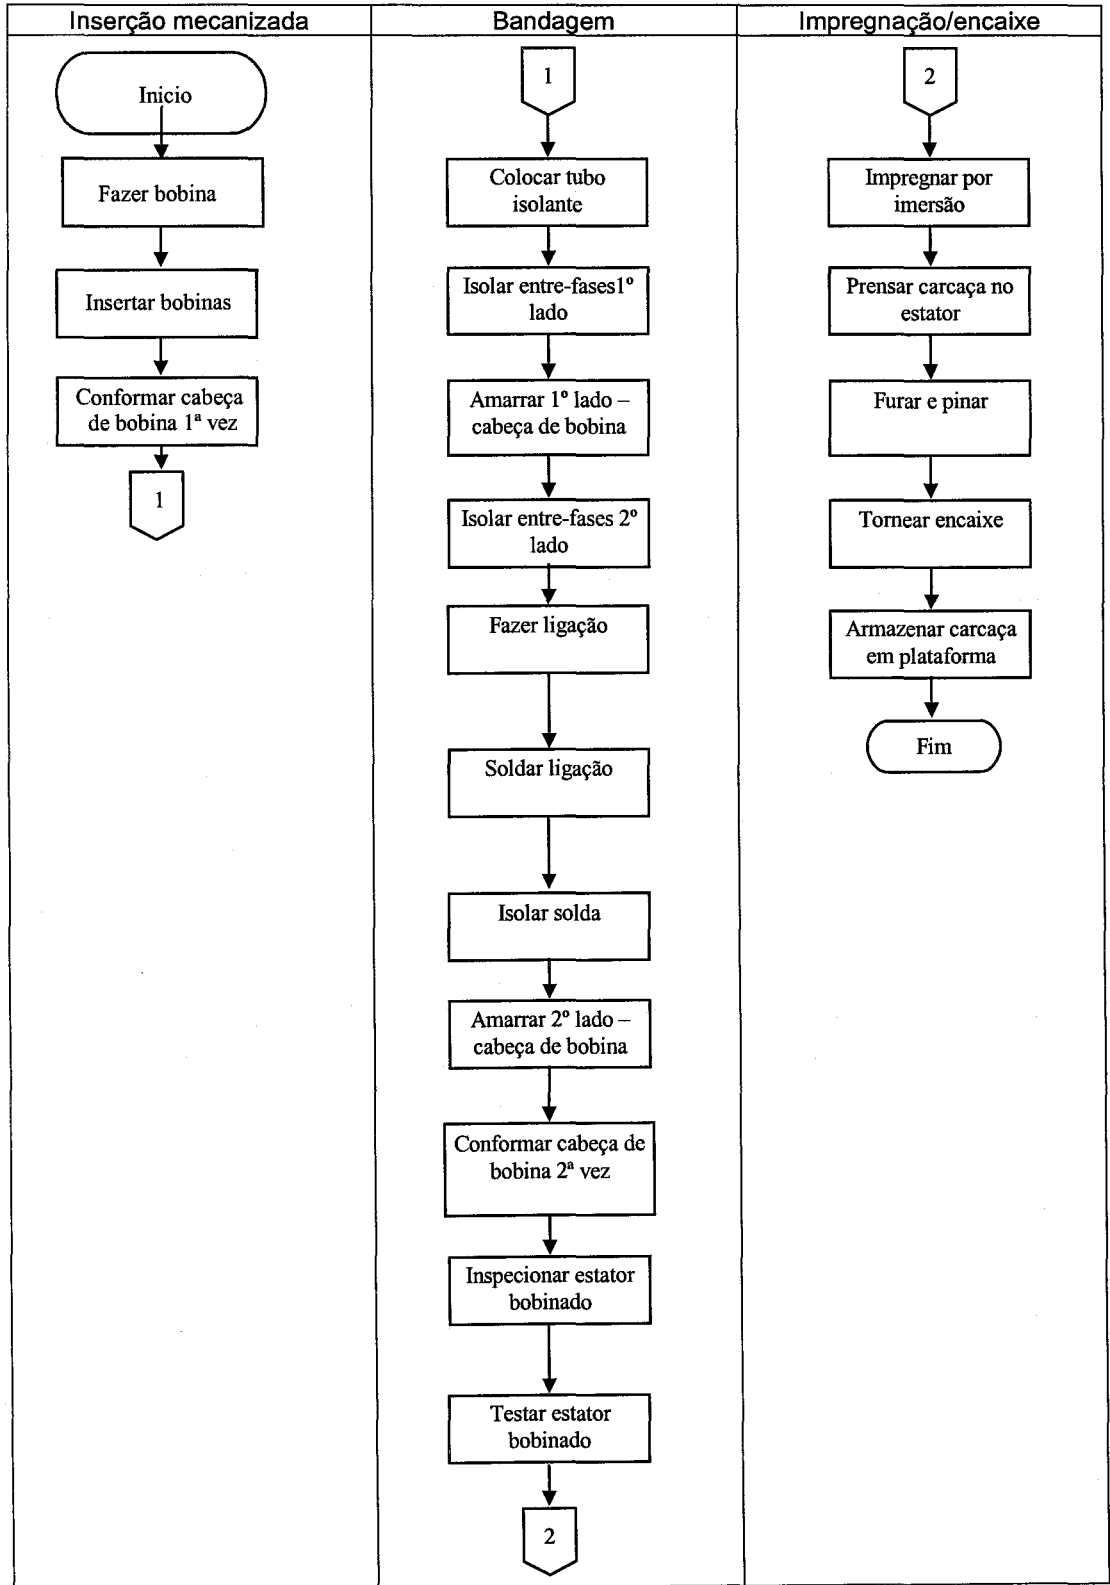 Inserção mecanizada
Inicio
Fazer bobina
Insertar bobinas
Conformar cabeça
de bobina 1ª vez
1
Bandagem
1
Colocar tubo
isolante
Isolar entre-fases1º
lado
Amarrar 1º lado –
cabeça de bobina
Isolar entre-fases 2º
lado
Fazer ligação
Soldar ligação
Isolar solda
Amarrar 2º lado –
cabeça de bobina
Conformar cabeça de
bobina 2ª vez
Inspecionar estator
bobinado
Testar estator
bobinado
2
Impregnação/encaixe
2
Impregnar por
imersão
Prensar carcaça no
estator
Furar e pinar
Tornear encaixe
Armazenar carcaça
em plataforma
Fim